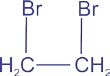 Br Br
H₂C CH₂